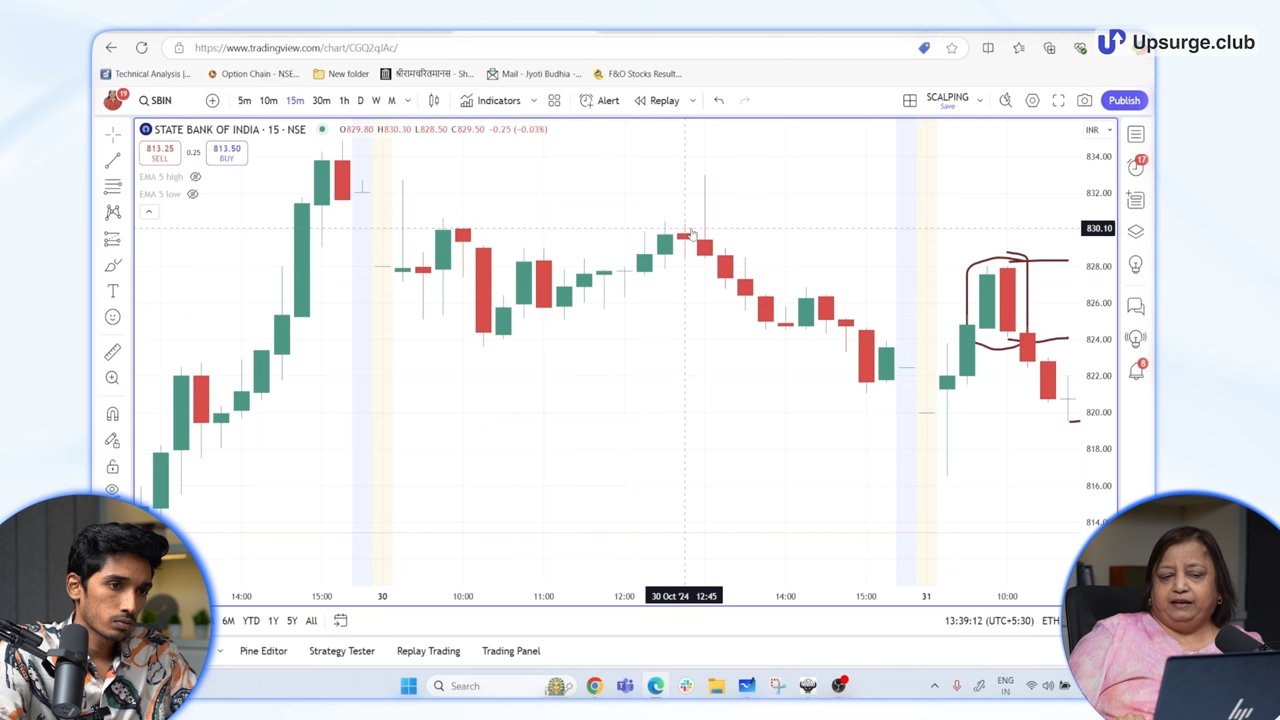 Upsurge.club
https://www.tradingview.com/chart/CGQ2qJAc/
Technical Analysis |... Option Chain - NSE... New folder श्रीरामचरितमानस - Sh... Mail - Jyoti Budhia -... F&O Stocks Result...
19 SBIN 5m 10m 15m 30m 1h D W M Indicators Alert Replay SCALPING Save Publish
STATE BANK OF INDIA · 15 · NSE O829.80 H830.30 L828.50 C829.50 -0.25 (-0.03%) INR
813.25 SELL 0.25 813.50 BUY
EMA 5 high
EMA 5 low
834.00
832.00
830.10
828.00
826.00
824.00
822.00
820.00
818.00
816.00
814.
17
8
14:00 15:00 30 10:00 11:00 12:00 30 Oct '24 12:45 14:00 15:00 31 10:00
6M YTD 1Y 5Y All 13:39:12 (UTC+5:30) ETH
Pine Editor Strategy Tester Replay Trading Trading Panel
Search ENG IN